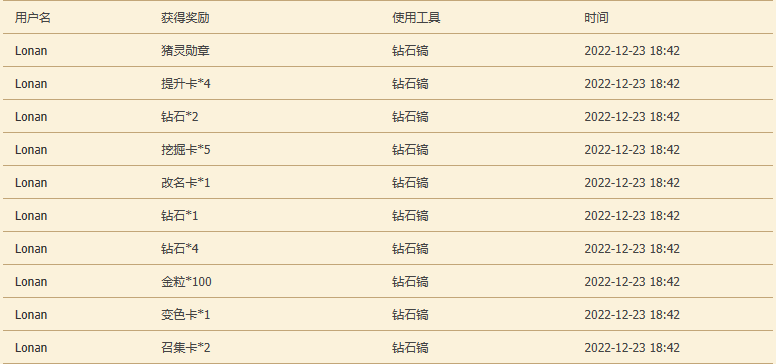 用户名 获得奖励 使用工具 时间
Lonan 猪灵勋章 钻石镐 2022-12-23 18:42
Lonan 提升卡*4 钻石镐 2022-12-23 18:42
Lonan 钻石*2 钻石镐 2022-12-23 18:42
Lonan 挖掘卡*5 钻石镐 2022-12-23 18:42
Lonan 改名卡*1 钻石镐 2022-12-23 18:42
Lonan 钻石*1 钻石镐 2022-12-23 18:42
Lonan 钻石*4 钻石镐 2022-12-23 18:42
Lonan 金粒*100 钻石镐 2022-12-23 18:42
Lonan 变色卡*1 钻石镐 2022-12-23 18:42
Lonan 召集卡*2 钻石镐 2022-12-23 18:42